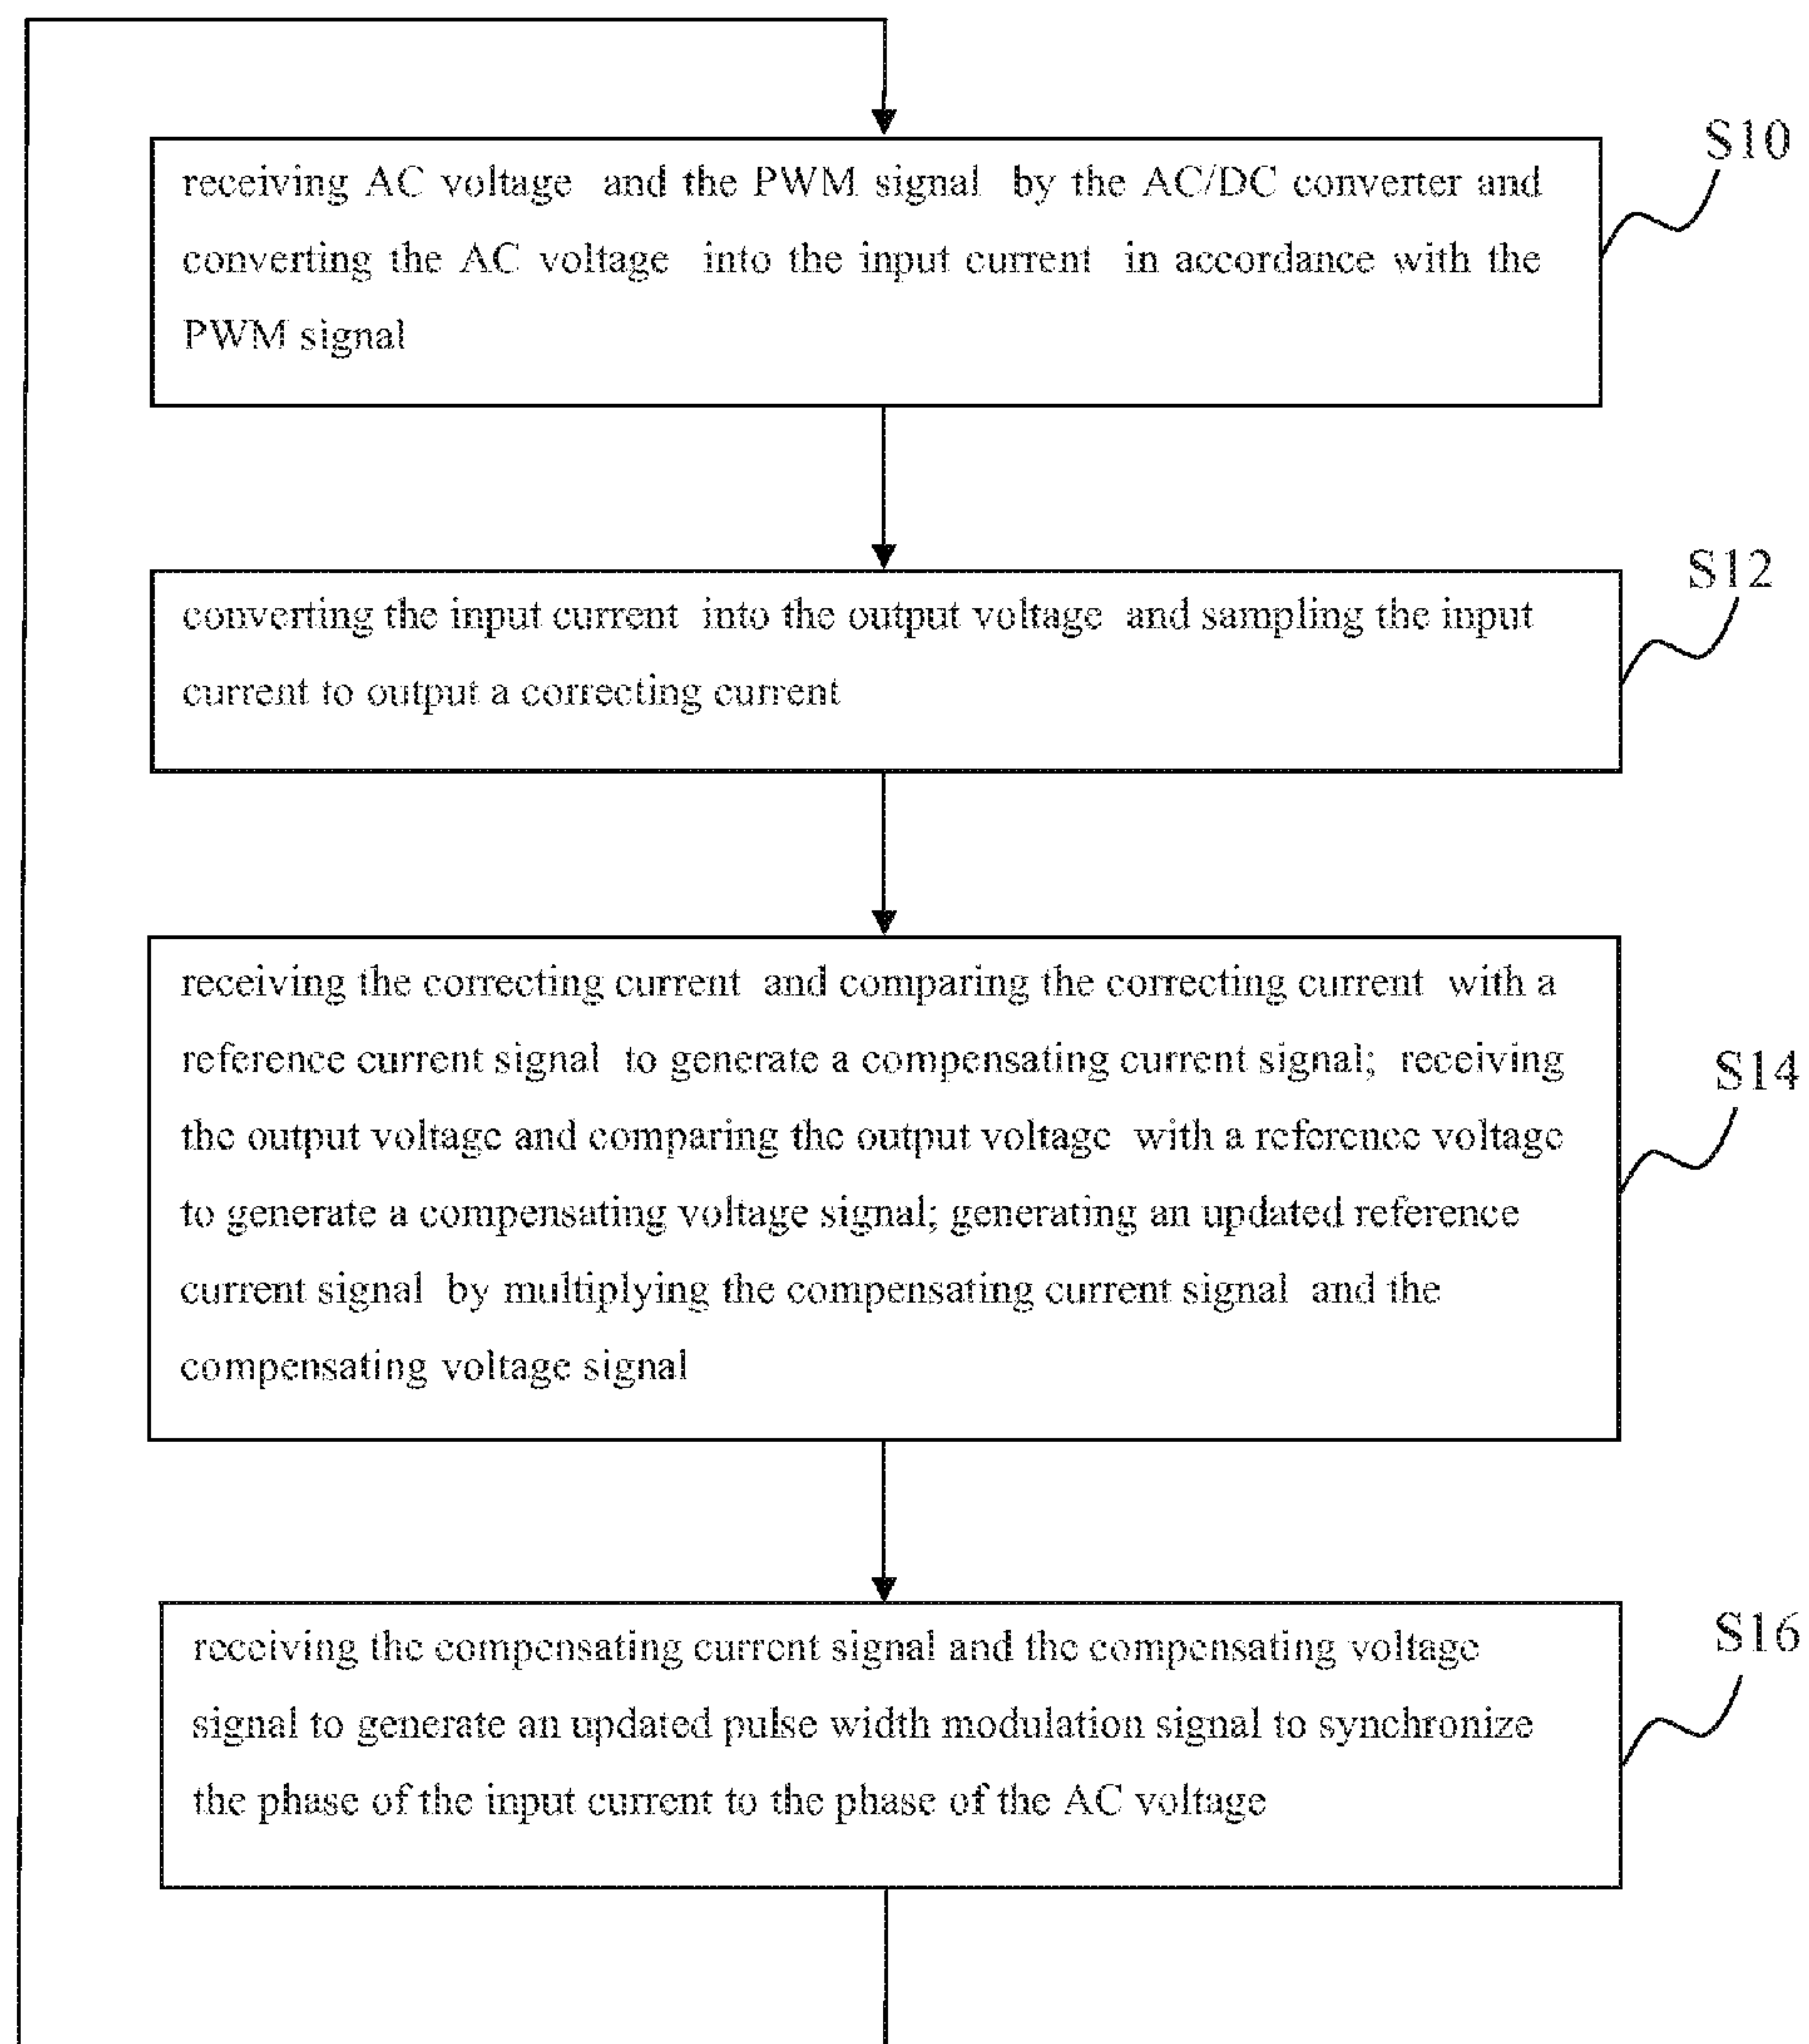 S10
receiving AC voltage and the PWM signal by the AC/DC converter and
converting the AC voltage into the input current in accordance with the
PWM signal
S12
converting the input current into the output voltage and sampling the input
current to output a correcting current
receiving the correcting current and comparing the correcting current with a
reference current signal to generate a compensating current signal; receiving
S14
the output voltage and comparing the output voltage with a reference voltage
to generate a compensating voltage signal; generating an updated reference
current signal by multiplying the compensating current signal and the
compensating voltage signal
S16
receiving the compensating current signal and the compensating voltage
signal to generate an updated pulse width modulation signal to synchronize
the phase of the input current to the phase of the AC voltage